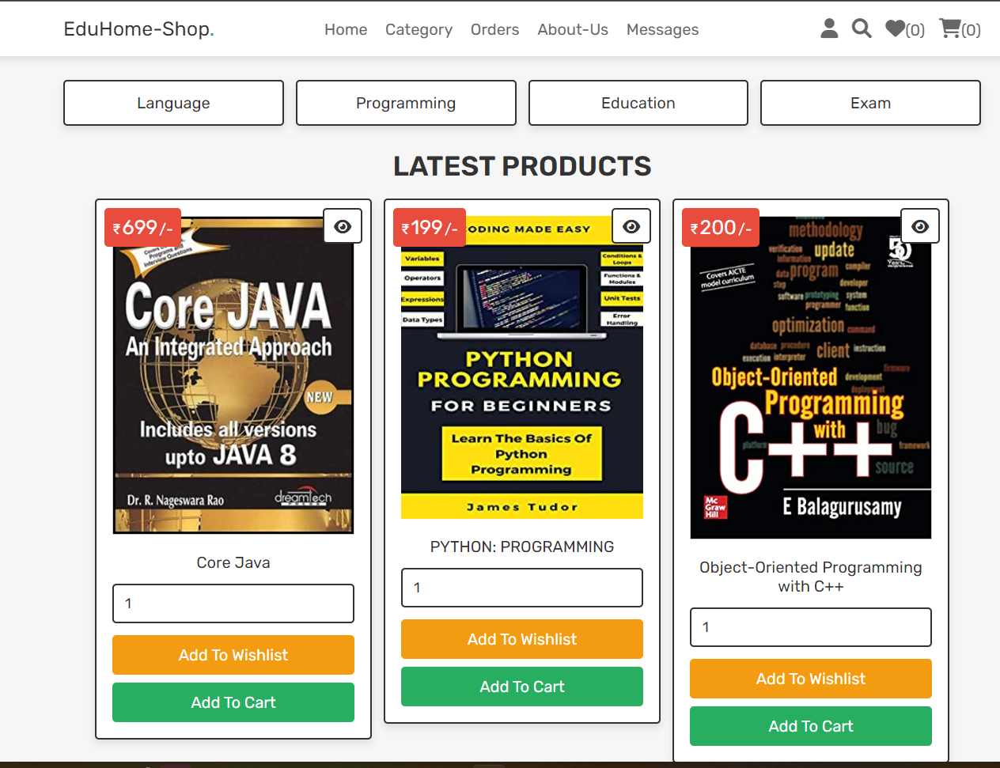 EduHome-Shop.
Home Category Orders About-Us Messages
(0) (0)
Language
Programming
Education
Exam
LATEST PRODUCTS
₹699/-
Programs and
Interview Questions
Core JAVA
An Integrated Approach
NEW
Includes all versions
upto JAVA 8
Dr. R. Nageswara Rao
dreamtech
PRESS
Core Java
1
Add To Wishlist
Add To Cart
₹199/-
ODING MADE EASY
Variables
Operators
Expressions
Data Types
Conditions &
Loops
Functions &
Modules
Unit Tests
Error
Handling
PYTHON
PROGRAMMING
FOR BEGINNERS
Learn The Basics Of
Python
Programming
James Tudor
PYTHON: PROGRAMMING
1
Add To Wishlist
Add To Cart
₹200/-
methodology
verification
update
information
50
Years
Covers AICTE
model curriculum
data program compiler
step developer
software prototyping system
programmer function
optimization command
database procedure client instruction
execution interpreter
firmware
Object-Oriented development
deployment
Programming
with bug
C++
platform framework
source
Mc
Graw
Hill
E Balagurusamy
Object-Oriented Programming
with C++
1
Add To Wishlist
Add To Cart